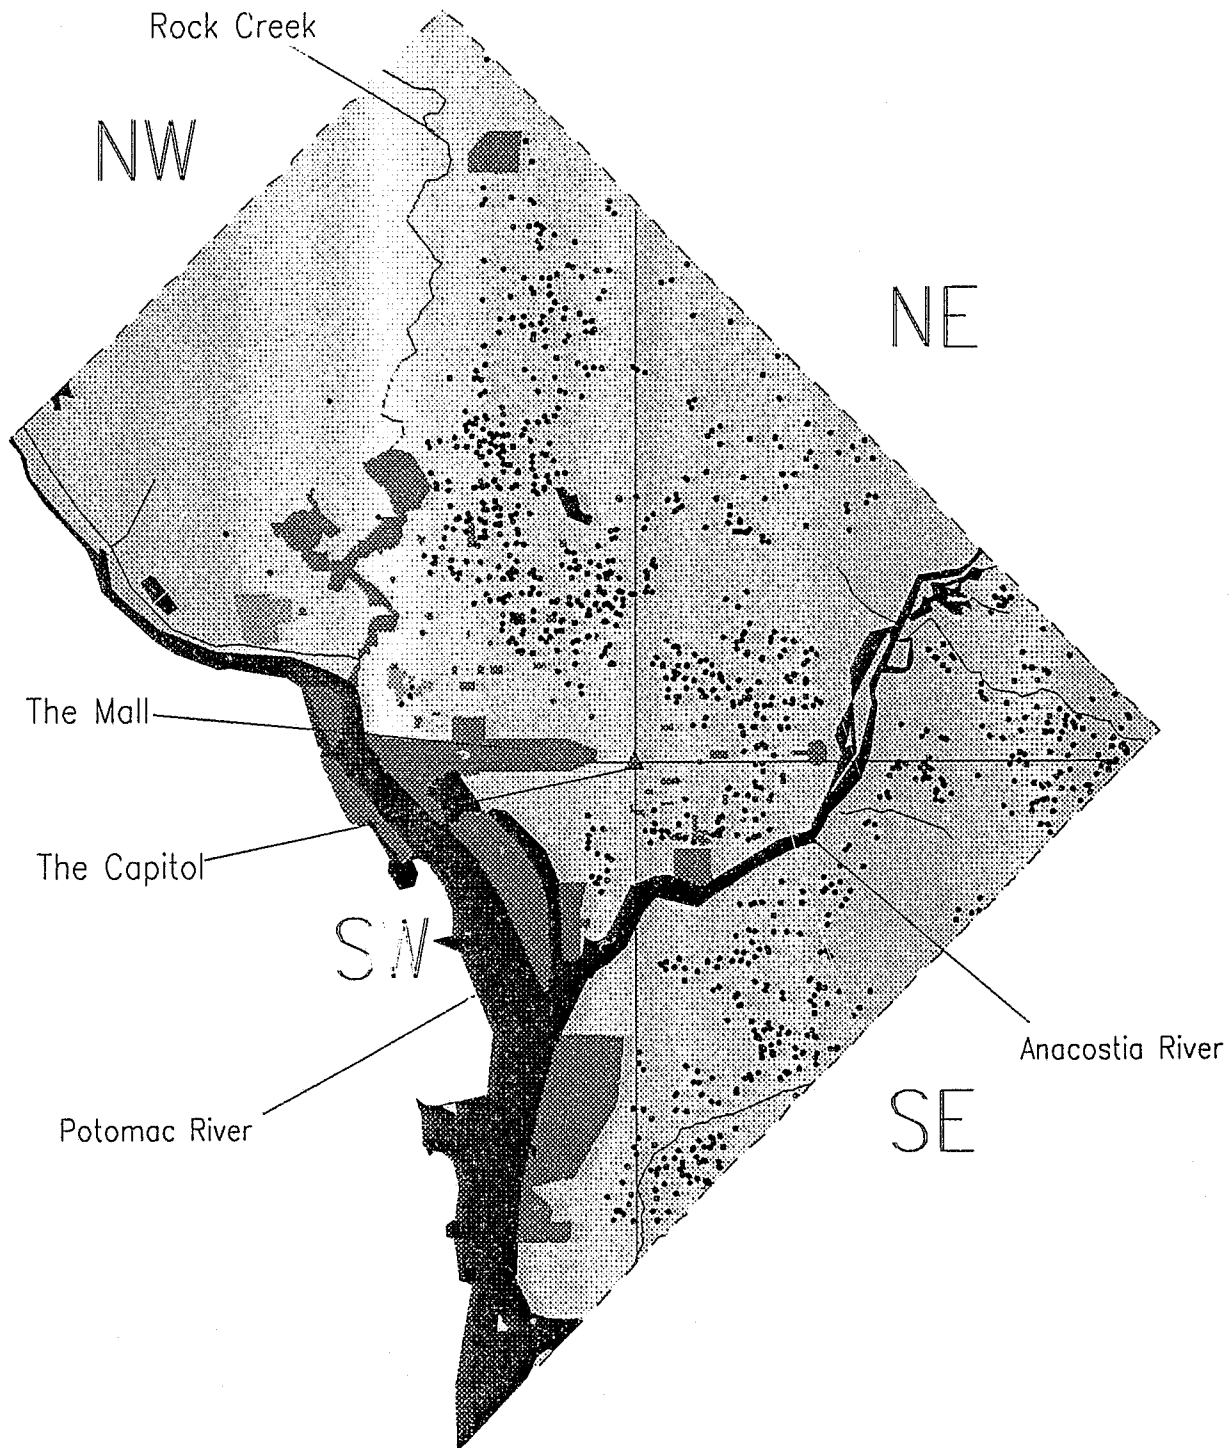 Rock Creek
NW
NE
The Mall
The Capitol
SW
Anacostia River
Potomac River
SE